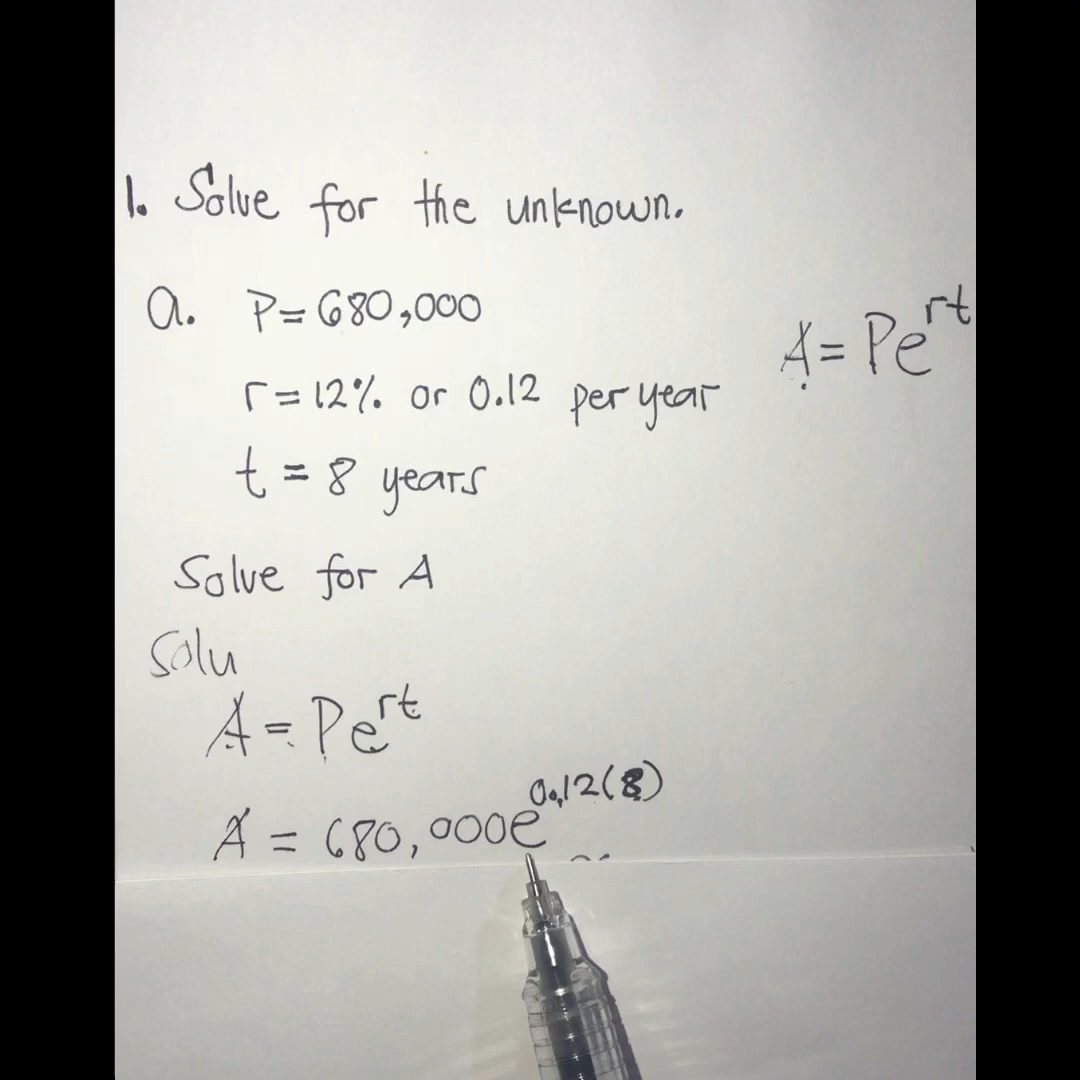 1. Solve for the unknown.
a. P = 680,000
A = Pe^rt
r = 12% or 0.12 per year
t = 8 years
Solve for A
Solu
A = Pe^rt
A = 680,000e^0.12(8)